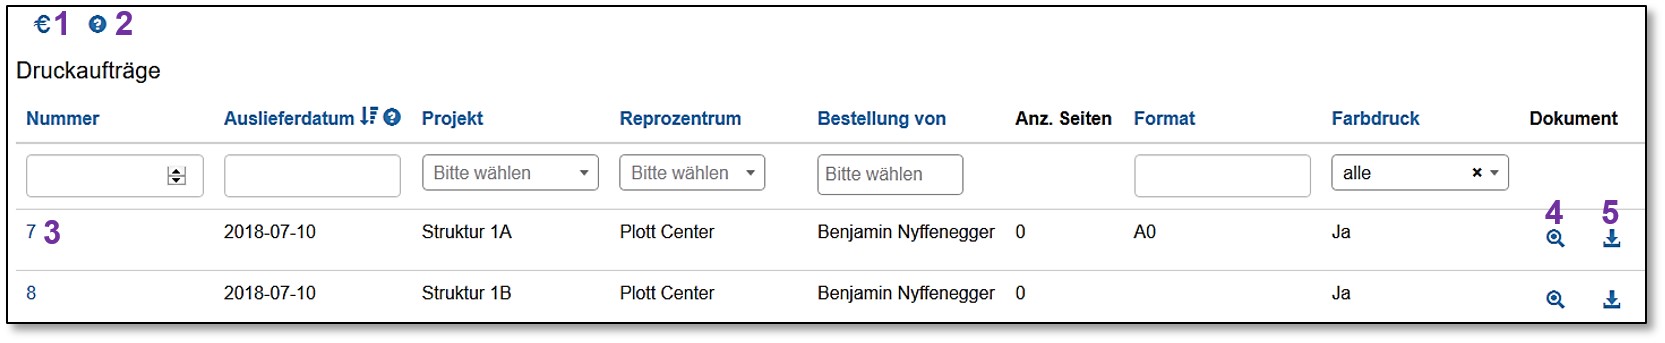 € 1 ? 2
Druckaufträge
Nummer Auslieferdatum ? Projekt Reprozentrum Bestellung von Anz. Seiten Format Farbdruck Dokument
Bitte wählen Bitte wählen Bitte wählen alle ×
4 5
7 3 2018-07-10 Struktur 1A Plott Center Benjamin Nyffenegger 0 A0 Ja
8 2018-07-10 Struktur 1B Plott Center Benjamin Nyffenegger 0 Ja